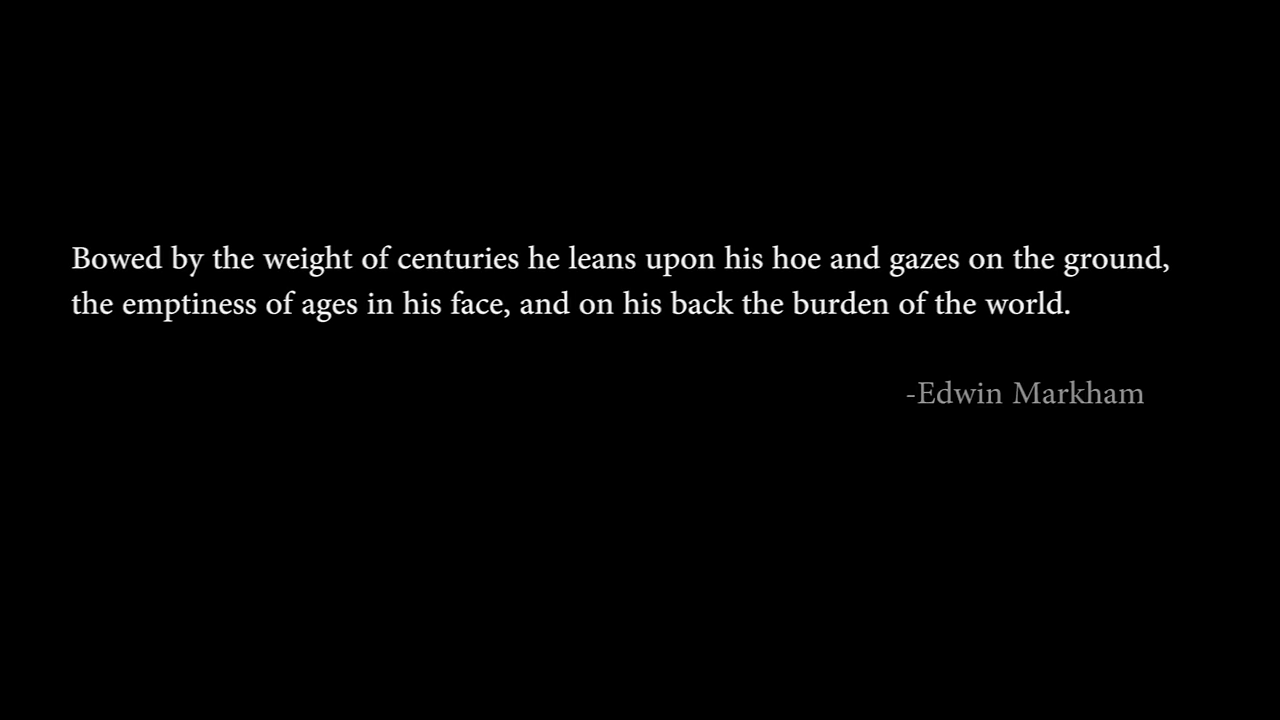 Bowed by the weight of centuries he leans upon his hoe and gazes on the ground,
the emptiness of ages in his face, and on his back the burden of the world.
-Edwin Markham